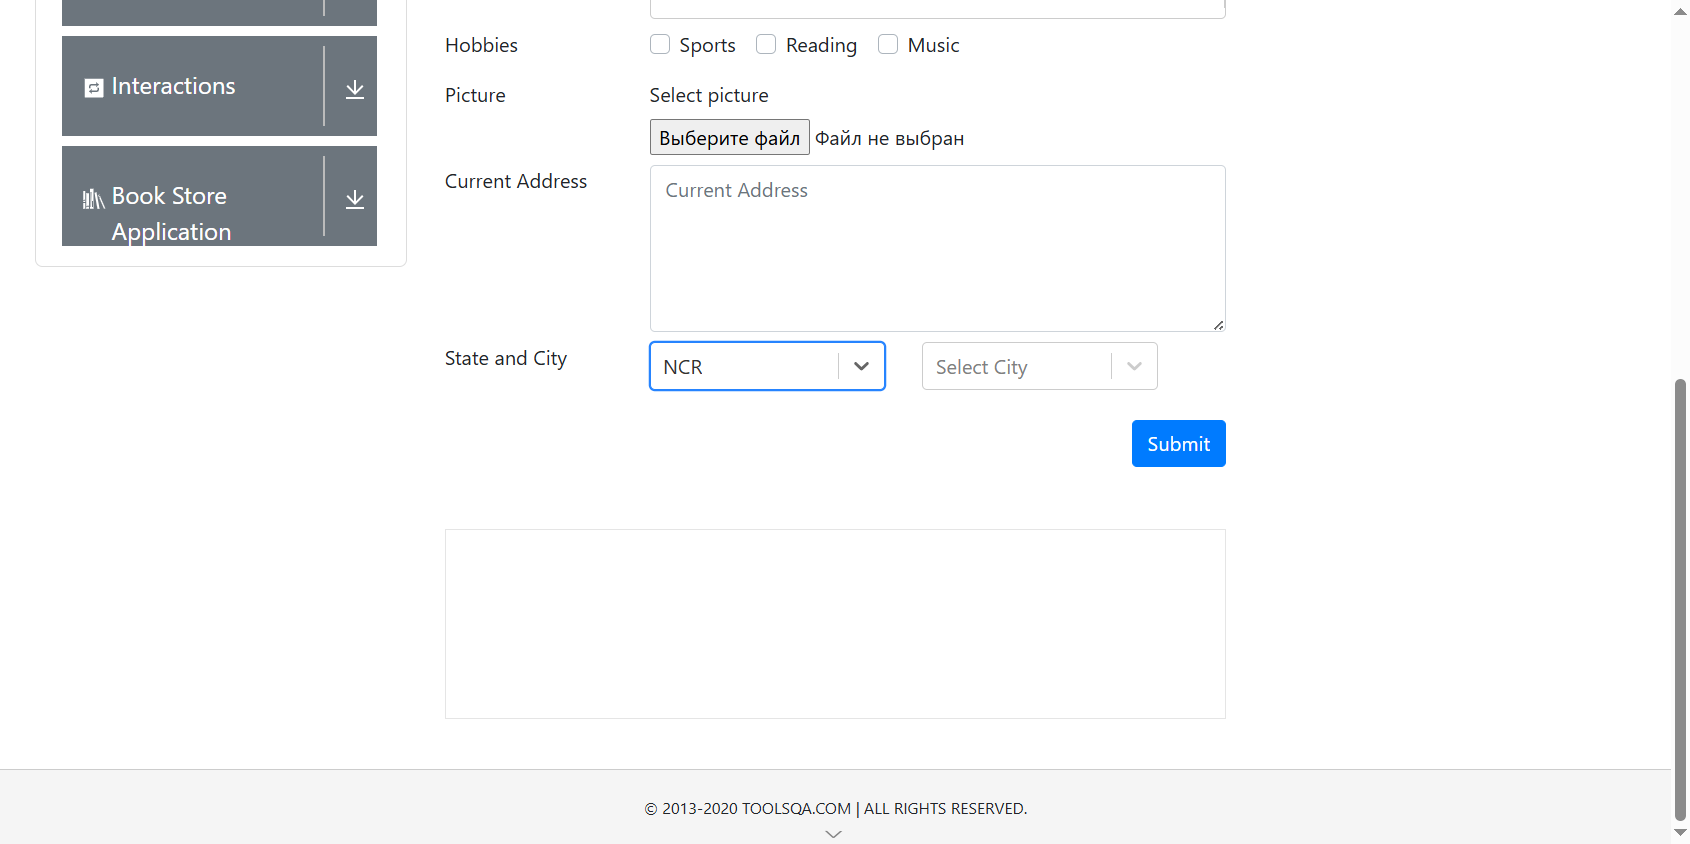 Interactions
Book Store
Application
Hobbies
Sports Reading Music
Picture
Select picture
Выберите файл Файл не выбран
Current Address
Current Address
State and City
NCR
Select City
Submit
© 2013-2020 TOOLSQA.COM | ALL RIGHTS RESERVED.